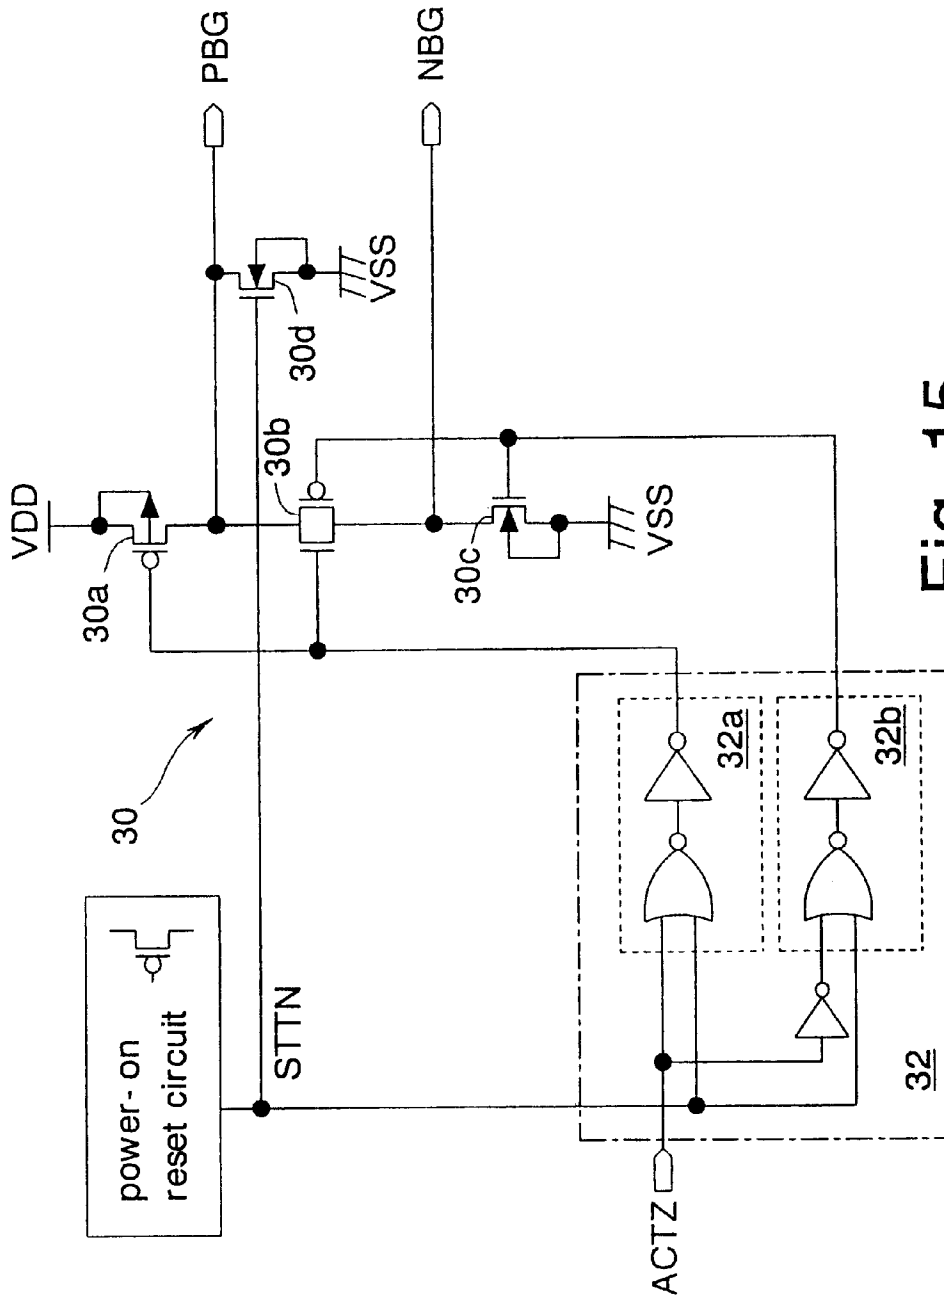 power- on
reset circuit
STTN
30
VDD
30a
30b
30c
VSS
30d
VSS
PBG
NBG
ACTZ
32
32a
32b
Fig. 15